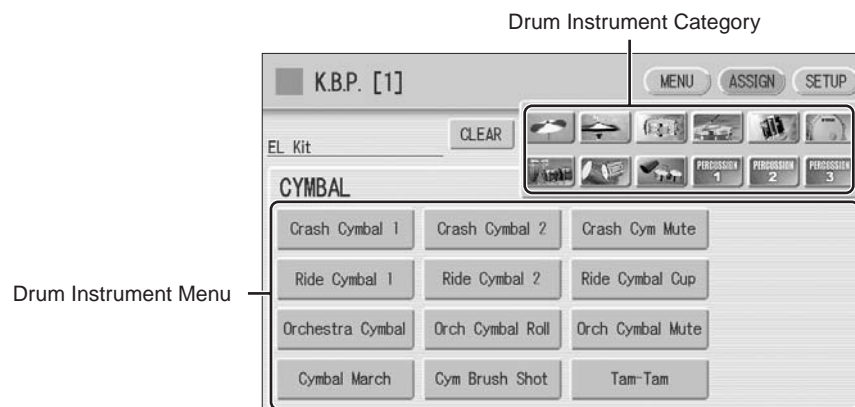 Drum Instrument Category
K.B.P. [1]
MENU
ASSIGN
SETUP
EL Kit
CLEAR
PERCUSSION 1
PERCUSSION 2
PERCUSSION 3
CYMBAL
Crash Cymbal 1
Crash Cymbal 2
Crash Cym Mute
Ride Cymbal 1
Ride Cymbal 2
Ride Cymbal Cup
Drum Instrument Menu
Orchestra Cymbal
Orch Cymbal Roll
Orch Cymbal Mute
Cymbal March
Cym Brush Shot
Tam-Tam